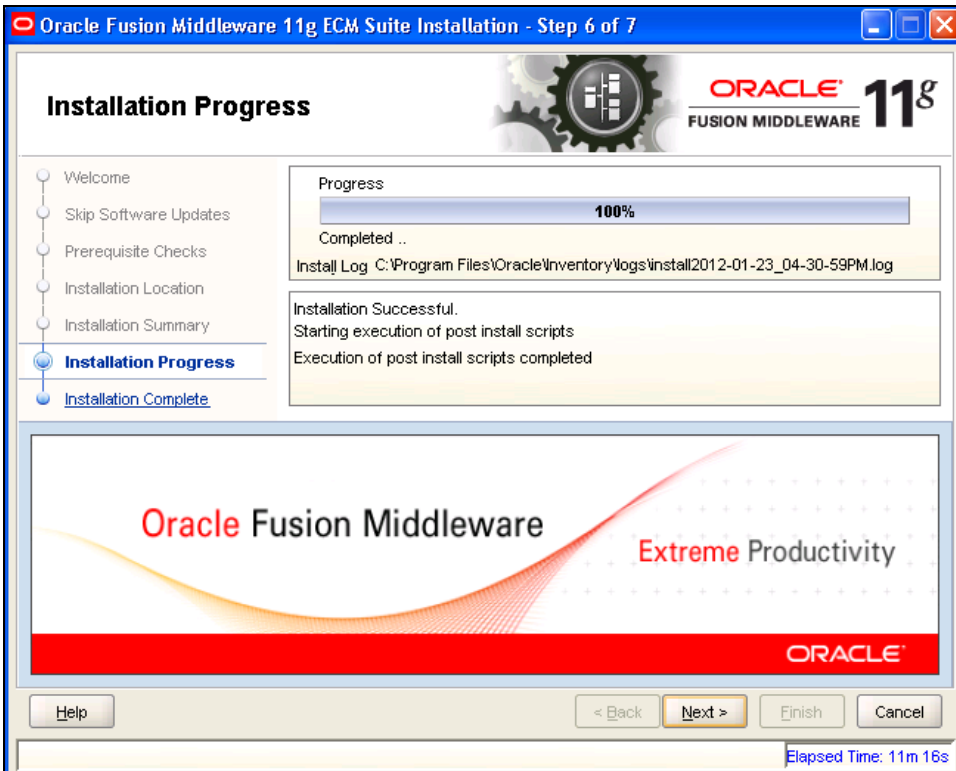 Oracle Fusion Middleware 11g ECM Suite Installation - Step 6 of 7
Installation Progress
ORACLE
FUSION MIDDLEWARE 11g
Welcome
Skip Software Updates
Prerequisite Checks
Installation Location
Installation Summary
Installation Progress
Installation Complete
Progress
100%
Completed ..
Install Log C:\Program Files\Oracle\Inventory\logs\install2012-01-23_04-30-59PM.log
Installation Successful.
Starting execution of post install scripts
Execution of post install scripts completed
Oracle Fusion Middleware
Extreme Productivity
ORACLE
Help < Back Next > Finish Cancel
Elapsed Time: 11m 16s